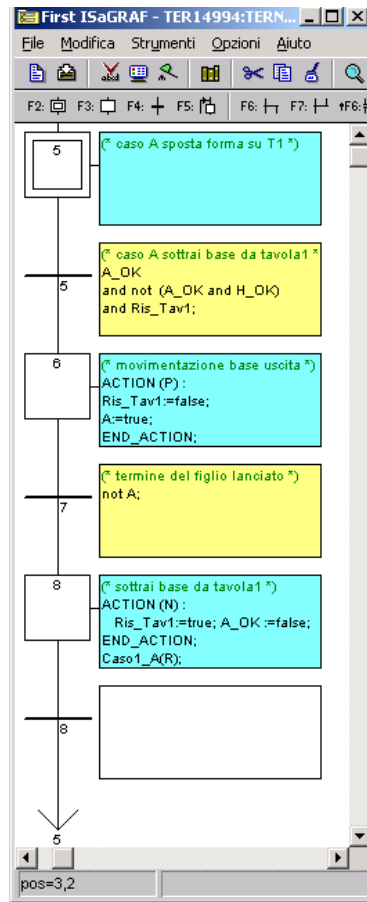 First ISaGRAF - TER14994:TERN...
File Modifica Strumenti Opzioni Aiuto
F2: F3: F4: F5: F6: F7: F6:
5
(* caso A sposta forma su T1 *)
5
(* caso A sottrai base da tavola1 *
A_OK
and not (A_OK and H_OK)
and Ris_Tav1;
6
(* movimentazione base uscita *)
ACTION (P) :
Ris_Tav1:=false;
A:=true;
END_ACTION;
7
(* termine del figlio lanciato *)
not A;
8
(* sottrai base da tavola1 *)
ACTION (N) :
Ris_Tav1:=true; A_OK :=false;
END_ACTION;
Caso1_A(R);
8
5
pos=3,2